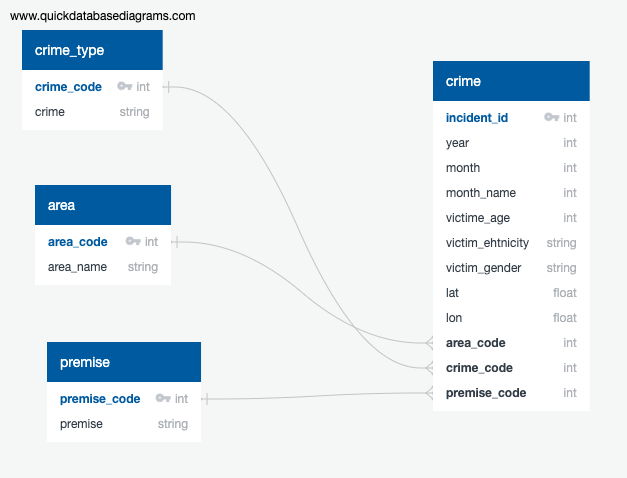 www.quickdatabasediagrams.com
crime_type
crime_code int
crime string
area
area_code int
area_name string
premise
premise_code int
premise string
crime
incident_id int
year int
month int
month_name int
victime_age int
victim_ehtnicity string
victim_gender string
lat float
lon float
area_code int
crime_code int
premise_code int